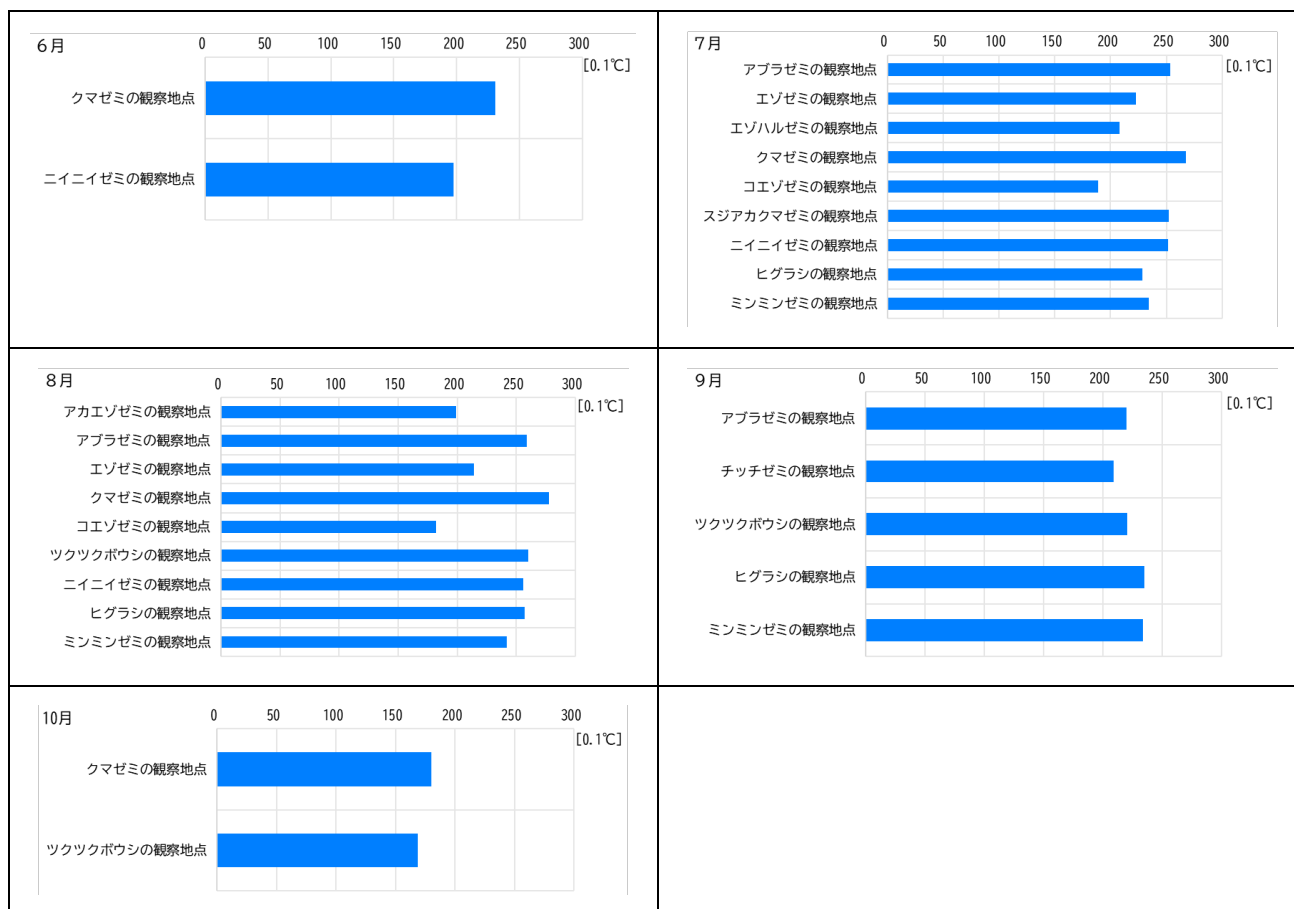 6月
0 50 100 150 200 250 300
[0.1℃]
クマゼミの観察地点
ニイニイゼミの観察地点
7月
0 50 100 150 200 250 300
[0.1℃]
アブラゼミの観察地点
エゾゼミの観察地点
エゾハルゼミの観察地点
クマゼミの観察地点
コエゾゼミの観察地点
スジアカクマゼミの観察地点
ニイニイゼミの観察地点
ヒグラシの観察地点
ミンミンゼミの観察地点
8月
0 50 100 150 200 250 300
[0.1℃]
アカエゾゼミの観察地点
アブラゼミの観察地点
エゾゼミの観察地点
クマゼミの観察地点
コエゾゼミの観察地点
ツクツクボウシの観察地点
ニイニイゼミの観察地点
ヒグラシの観察地点
ミンミンゼミの観察地点
9月
0 50 100 150 200 250 300
[0.1℃]
アブラゼミの観察地点
チッチゼミの観察地点
ツクツクボウシの観察地点
ヒグラシの観察地点
ミンミンゼミの観察地点
10月
0 50 100 150 200 250 300
[0.1℃]
クマゼミの観察地点
ツクツクボウシの観察地点